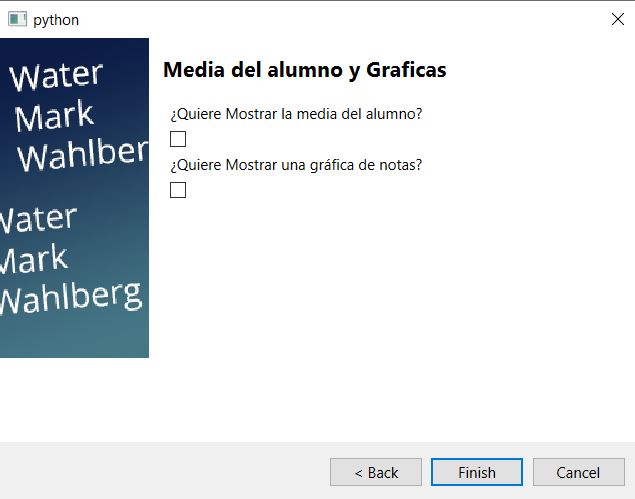 python
Water
Mark
Wahlber
Water
Mark
Wahlberg
Media del alumno y Graficas
¿Quiere Mostrar la media del alumno?
¿Quiere Mostrar una gráfica de notas?
< Back
Finish
Cancel